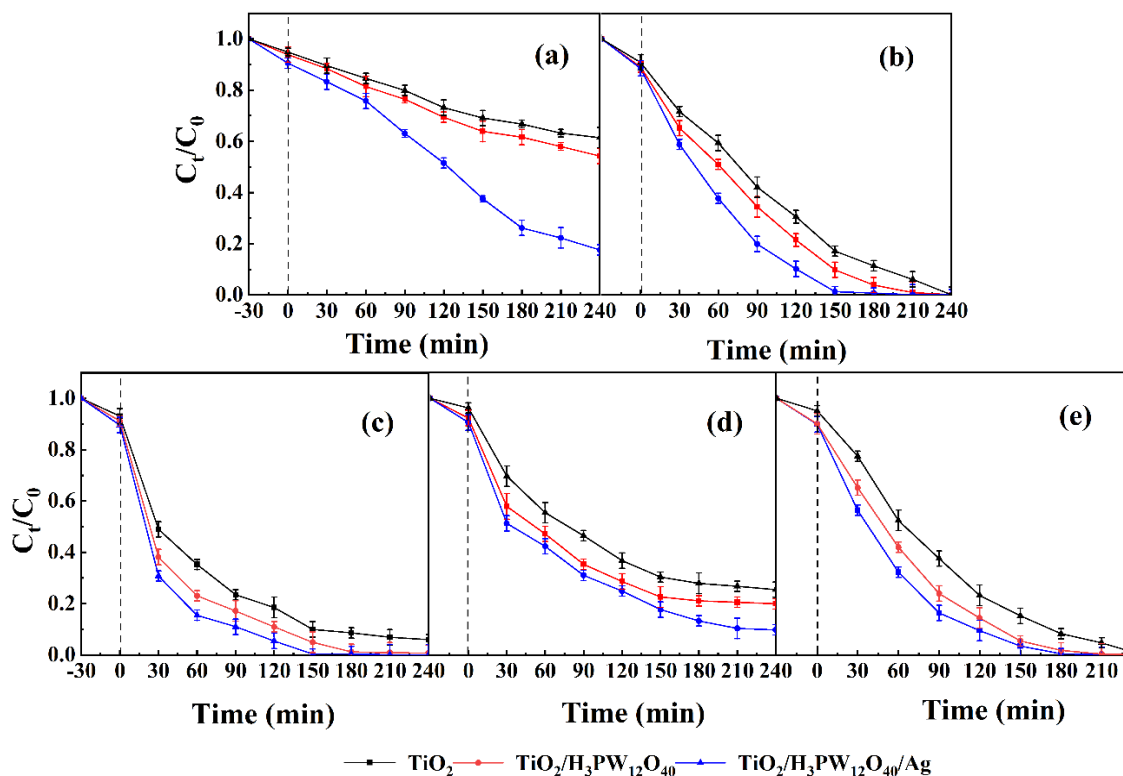 (a) (b)
C_t/C_0
1.0
0.8
0.6
0.4
0.2
0.0
-30 0 30 60 90 120 150 180 210 240 0 30 60 90 120 150 180 210 240
Time (min) Time (min)
(c) (d) (e)
C_t/C_0
1.0
0.8
0.6
0.4
0.2
0.0
-30 0 30 60 90 120 150 180 210 240 0 30 60 90 120 150 180 210 240 0 30 60 90 120 150 180 210
Time (min) Time (min) Time (min)
TiO₂ TiO₂/H₃PW₁₂O₄₀ TiO₂/H₃PW₁₂O₄₀/Ag